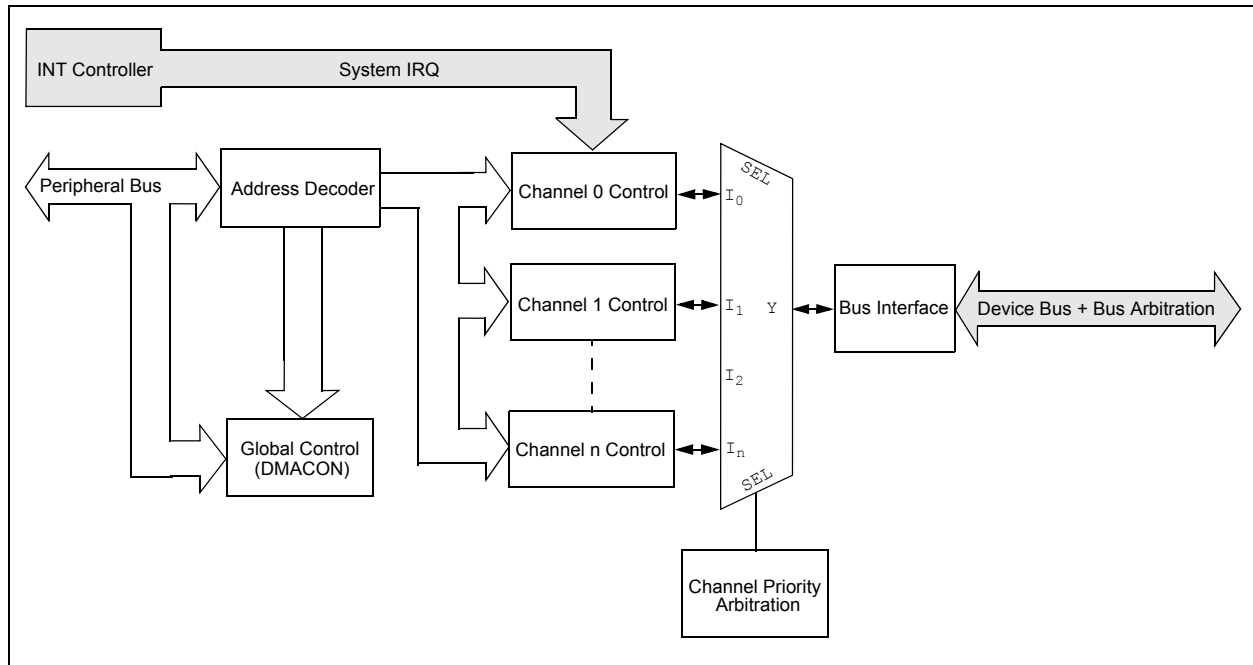 INT Controller
System IRQ
Peripheral Bus
Address Decoder
Channel 0 Control
SEL
I0
Channel 1 Control
I1
Y
Bus Interface
Device Bus + Bus Arbitration
I2
Global Control
(DMACON)
Channel n Control
In
SEL
Channel Priority
Arbitration